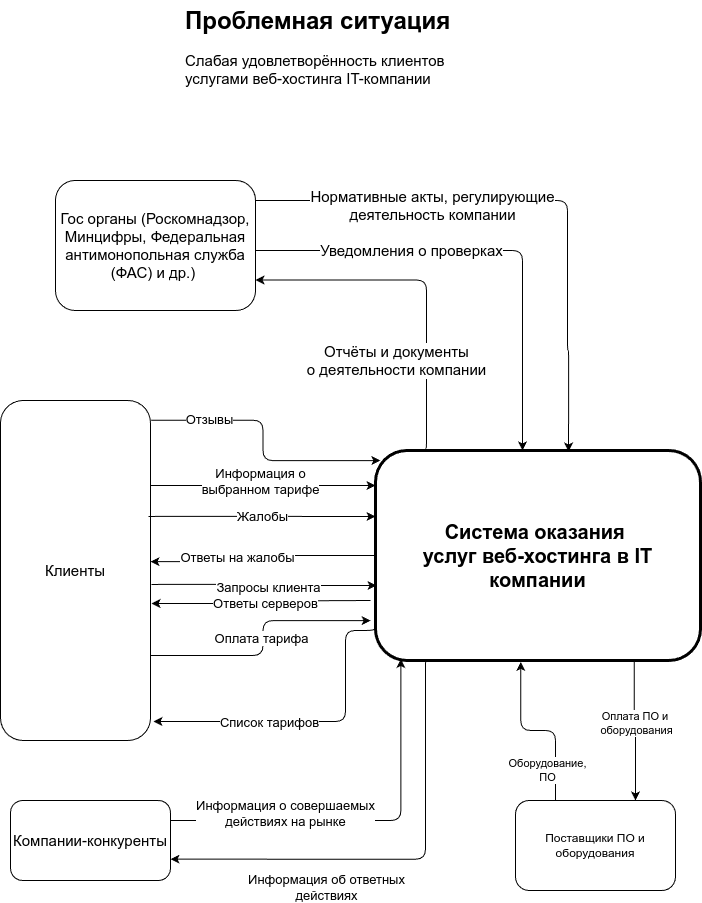 Проблемная ситуация
Слабая удовлетворённость клиентов
услугами веб-хостинга IT-компании
Гос органы (Роскомнадзор,
Минцифры, Федеральная
антимонопольная служба
(ФАС) и др.)
Нормативные акты, регулирующие
деятельность компании
Уведомления о проверках
Отчёты и документы
о деятельности компании
Клиенты
Отзывы
Информация о
выбранном тарифе
Жалобы
Ответы на жалобы
Запросы клиента
Ответы серверов
Оплата тарифа
Список тарифов
Система оказания
услуг веб-хостинга в IT
компании
Оплата ПО и
оборудования
Оборудование,
ПО
Поставщики ПО и
оборудования
Компании-конкуренты
Информация о совершаемых
действиях на рынке
Информация об ответных
действиях